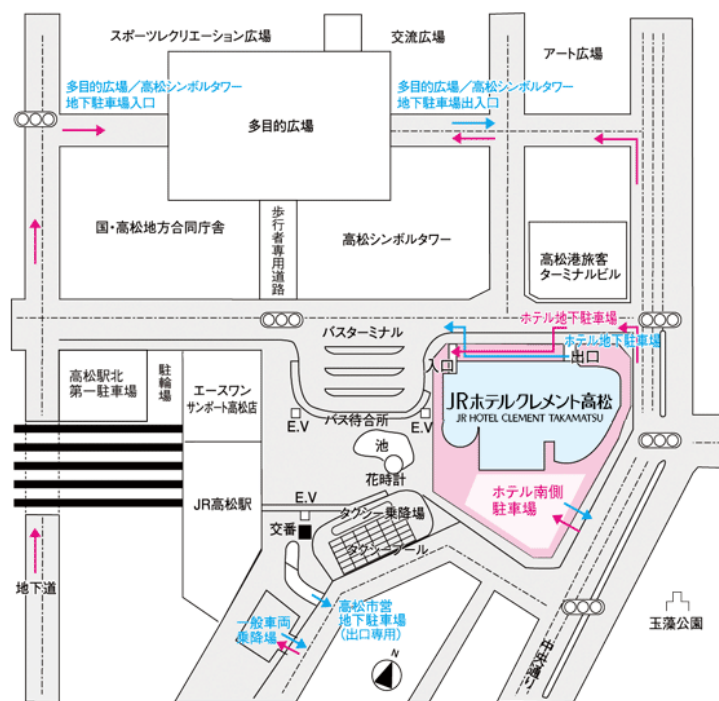 スポーツレクリエーション広場
交流広場
アート広場
多目的広場／高松シンボルタワー
地下駐車場入口
多目的広場／高松シンボルタワー
地下駐車場出入口
多目的広場
歩行者専用道路
国・高松地方合同庁舎
高松シンボルタワー
高松港旅客
ターミナルビル
バスターミナル
ホテル地下駐車場
ホテル地下駐車場
入口
出口
高松駅北
第一駐車場
駐輪場
エースワン
サンポート高松店
JRホテルクレメント高松
JR HOTEL CLEMENT TAKAMATSU
バス待合所
E.V
E.V
池
花時計
ホテル南側
駐車場
JR高松駅
E.V
タクシー乗降場
交番
タクシープール
地下道
高松市営
地下駐車場
（出口専用）
一般車両
乗降場
中央通り
玉藻公園
N